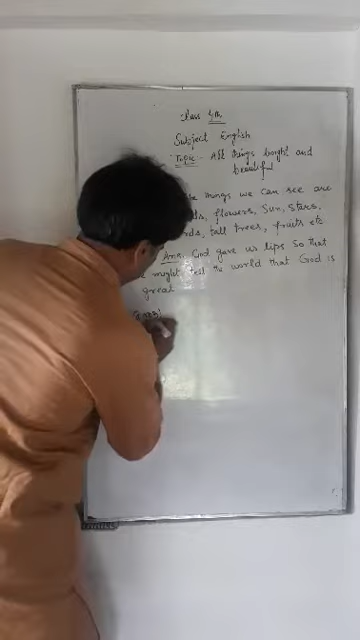 Class
Subject English
Topic:- All things bright and
beautiful
things we can see are
flowers, Sun, Stars,
tall trees, fruits etc
Ans. God gave us lips so that
might tell the world that God is
great